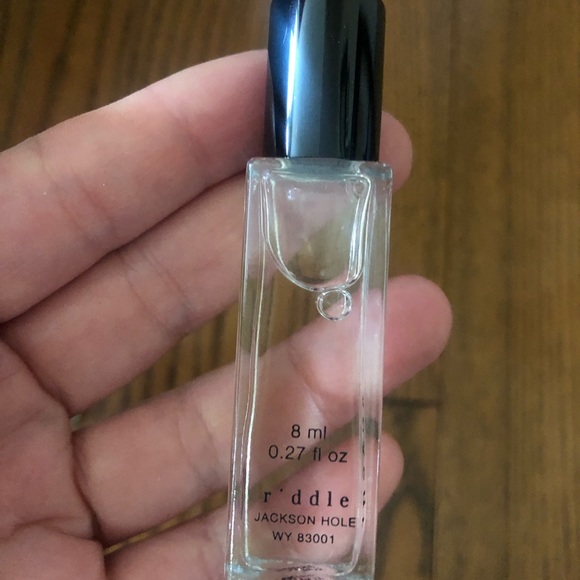 8 ml
0.27 fl oz
r·ddle
JACKSON HOLE
WY 83001